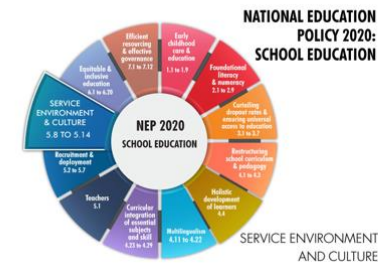 NATIONAL EDUCATION
POLICY 2020:
SCHOOL EDUCATION
Efficient
resourcing
& effective
governance
7.1 to 7.12
Early
childhood
care &
education
1.1 to 1.9
Foundational
literacy
& numeracy
2.1 to 2.9
Curtailing
dropout rates &
ensuring universal
access to education
3.1 to 3.7
Restructuring
school curriculum
& pedagogy
4.1 to 4.3
Holistic
development
of learners
4.4
Multilingualism
4.11 to 4.22
Curricular
integration
of essential
subjects
and skill
4.23 to 4.29
Teachers
5.1
Recruitment &
deployment
5.2 to 5.7
SERVICE
ENVIRONMENT
& CULTURE
5.8 TO 5.14
Equitable &
inclusive
education
6.1 to 6.20
NEP 2020
SCHOOL EDUCATION
SERVICE ENVIRONMENT
AND CULTURE